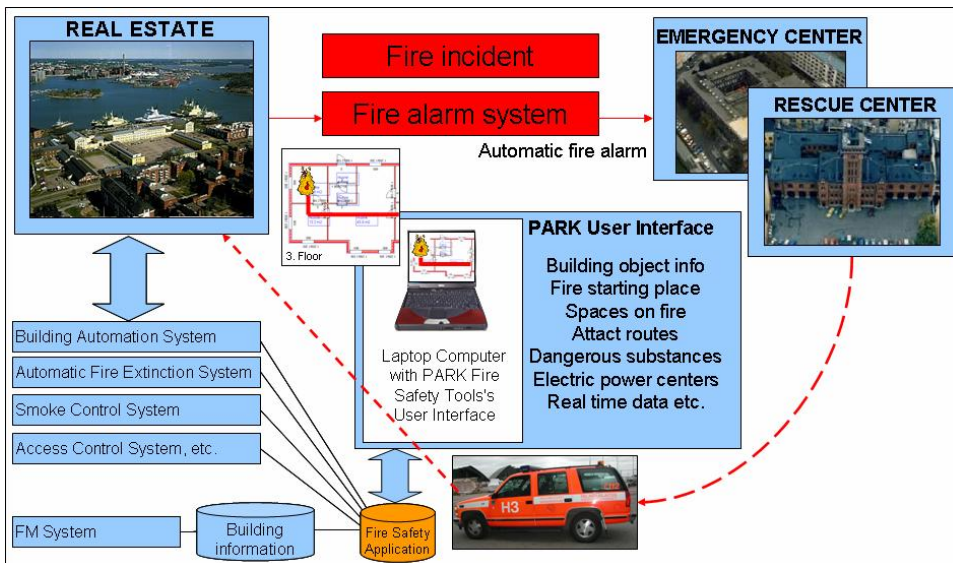 REAL ESTATE
Fire incident
Fire alarm system
Automatic fire alarm
EMERGENCY CENTER
RESCUE CENTER
3. Floor
PARK User Interface
Building object info
Fire starting place
Spaces on fire
Attact routes
Dangerous substances
Electric power centers
Real time data etc.
Laptop Computer
with PARK Fire
Safety Tools's
User Interface
Building Automation System
Automatic Fire Extinction System
Smoke Control System
Access Control System, etc.
FM System
Building
information
Fire Safety
Application
H3